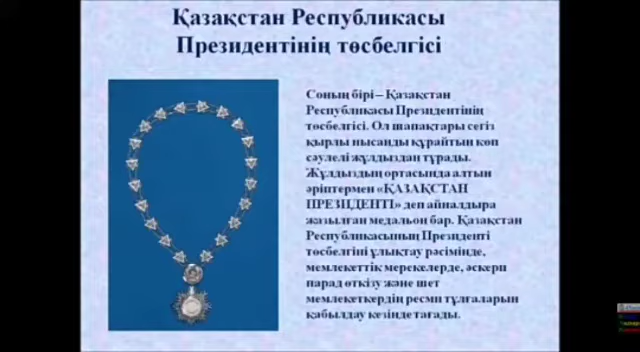 Қазақстан Республикасы
Президентінің төсбелгісі
Соның бірі – Қазақстан
Республикасы Президентінің
төсбелгісі. Ол шапақтары сегіз
қырлы нысанды құрайтын көп
сәулелі жұлдыздан тұрады.
Жұлдыздың ортасында алтын
әріптермен «ҚАЗАҚСТАН
ПРЕЗИДЕНТІ» деп айналдыра
жазылған медальон бар. Қазақстан
Республикасының Президенті
төсбелгіні ұлықтау рәсімінде,
мемлекеттік мерекелерде, әскери
парад өткізу және шет
мемлекеткердің ресми тұлғаларын
қабылдау кезінде тағады.